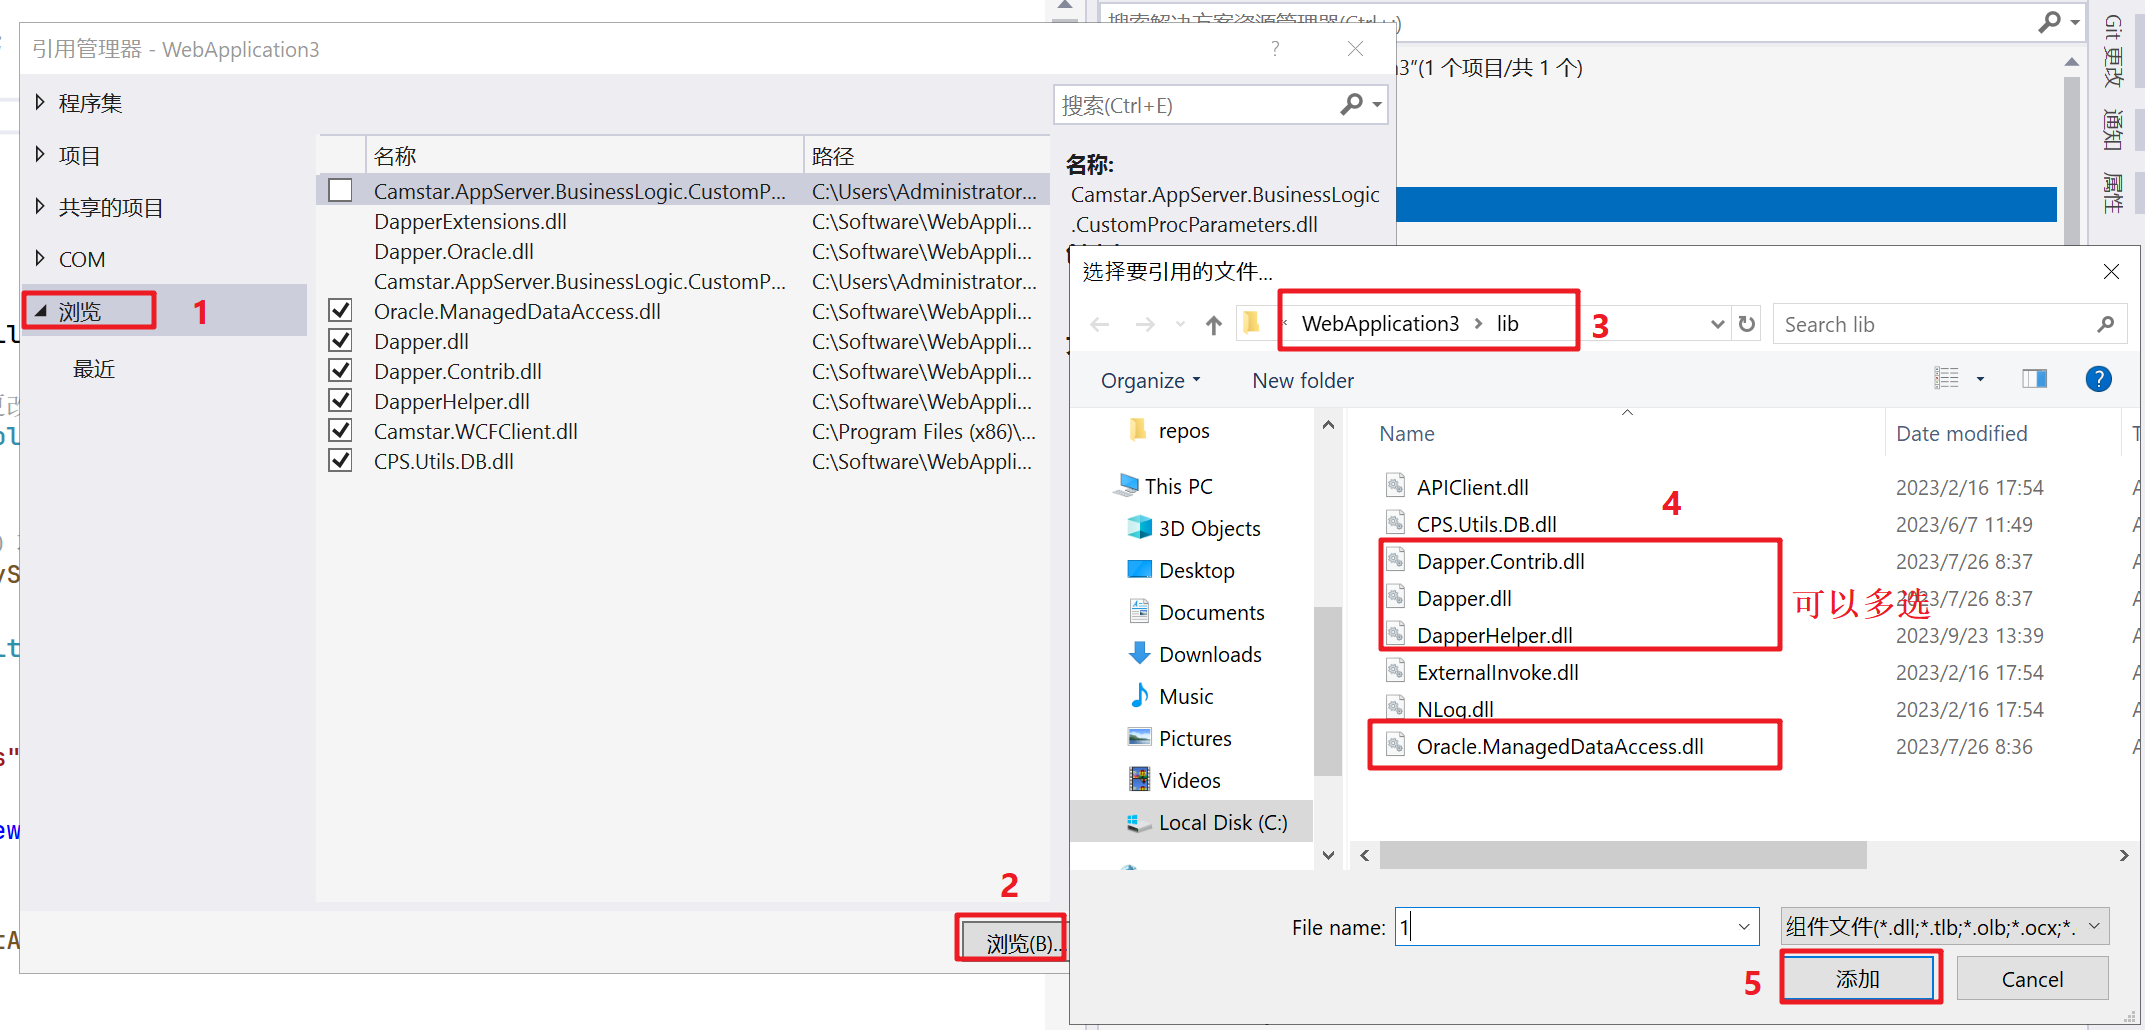 引用管理器 - WebApplication3
?
程序集
项目
共享的项目
COM
浏览
1
最近
名称
路径
Camstar.AppServer.BusinessLogic.CustomP...
C:\Users\Administrator...
DapperExtensions.dll
C:\Software\WebAppli...
Dapper.Oracle.dll
C:\Software\WebAppli...
Camstar.AppServer.BusinessLogic.CustomP...
C:\Users\Administrator...
Oracle.ManagedDataAccess.dll
C:\Software\WebAppli...
Dapper.dll
C:\Software\WebAppli...
Dapper.Contrib.dll
C:\Software\WebAppli...
DapperHelper.dll
C:\Software\WebAppli...
Camstar.WCFClient.dll
C:\Program Files (x86)\...
CPS.Utils.DB.dll
C:\Software\WebAppli...
2
浏览(B)...
搜索(Ctrl+E)
名称:
Camstar.AppServer.BusinessLogic
.CustomProcParameters.dll
搜索解决方案资源管理器(Ctrl+;)
n3"(1 个项目/共 1 个)
Git 更改
通知
属性
选择要引用的文件...
WebApplication3 > lib
3
Search lib
Organize
New folder
?
repos
This PC
3D Objects
Desktop
Documents
Downloads
Music
Pictures
Videos
Local Disk (C:)
Name
Date modified
4
APIClient.dll
2023/2/16 17:54
CPS.Utils.DB.dll
2023/6/7 11:49
Dapper.Contrib.dll
2023/7/26 8:37
Dapper.dll
2023/7/26 8:37
可以多选
DapperHelper.dll
2023/9/23 13:39
ExternalInvoke.dll
2023/2/16 17:54
NLog.dll
2023/2/16 17:54
Oracle.ManagedDataAccess.dll
2023/7/26 8:36
File name:
1
组件文件(*.dll;*.tlb;*.olb;*.ocx;*.
5
添加
Cancel